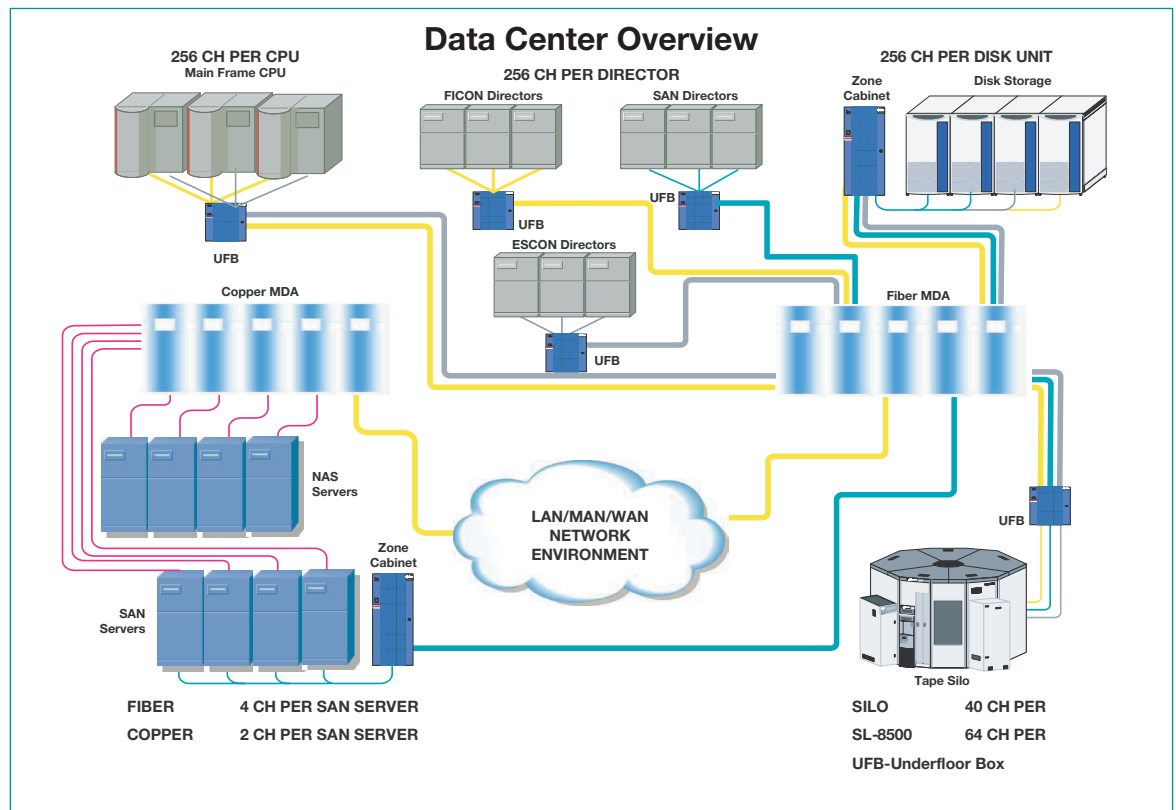 Data Center Overview
256 CH PER CPU
Main Frame CPU
256 CH PER DIRECTOR
FICON Directors
SAN Directors
256 CH PER DISK UNIT
Zone
Cabinet
Disk Storage
UFB
UFB
UFB
ESCON Directors
UFB
Copper MDA
Fiber MDA
NAS
Servers
LAN/MAN/WAN
NETWORK
ENVIRONMENT
UFB
Zone
Cabinet
SAN
Servers
Tape Silo
FIBER 4 CH PER SAN SERVER
COPPER 2 CH PER SAN SERVER
SILO 40 CH PER
SL-8500 64 CH PER
UFB-Underfloor Box